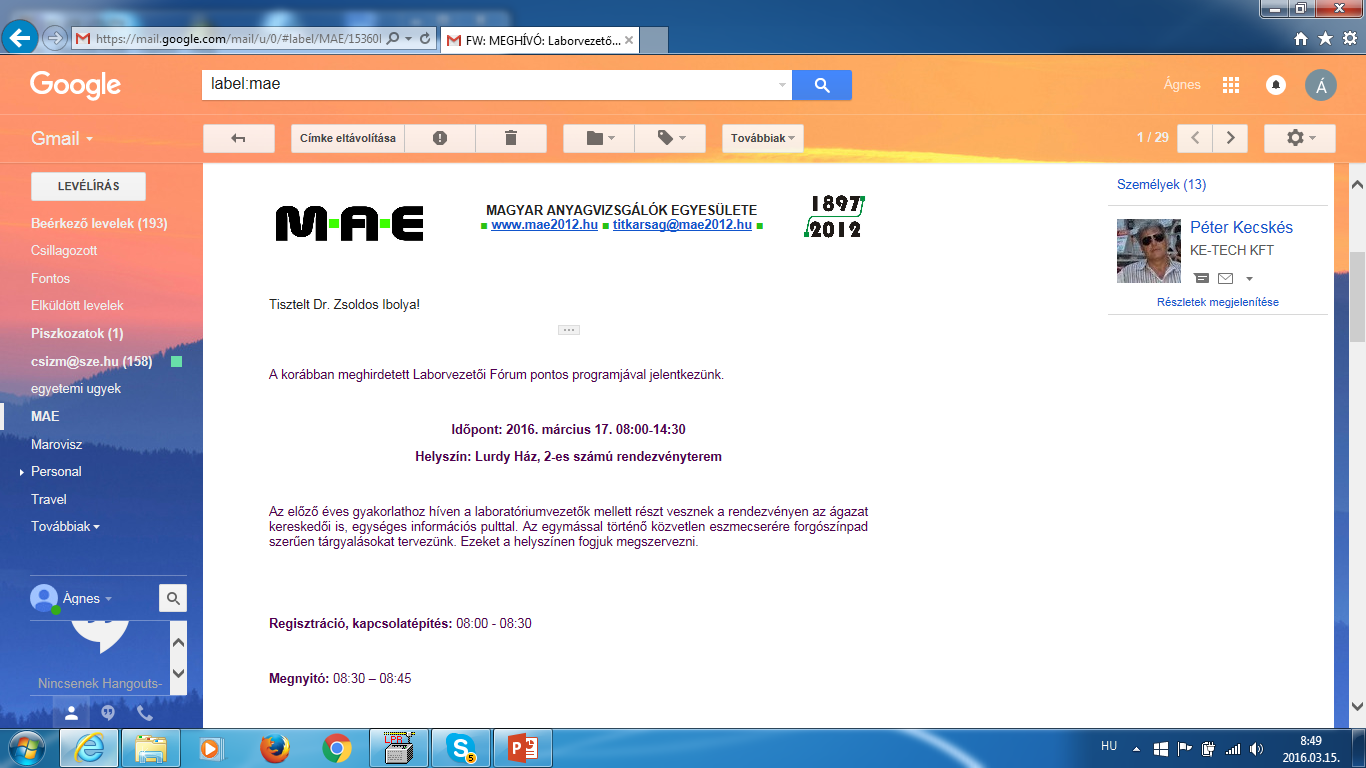 https://mail.google.com/mail/u/0/#label/MAE/15360
FW: MEGHÍVÓ: Laborvezető...
Google
label:mae
Ágnes
Á
Gmail
Címke eltávolítása
Továbbiak
1 / 29
LEVÉLÍRÁS
Beérkező levelek (193)
Csillagozott
Fontos
Elküldött levelek
Piszkozatok (1)
csizm@sze.hu (158)
egyetemi ugyek
MAE
Marovisz
Personal
Travel
Továbbiak
Ágnes
Nincsenek Hangouts-
M-A-E
MAGYAR ANYAGVIZSGÁLÓK EGYESÜLETE
www.mae2012.hu titkarsag@mae2012.hu
1897
2012
Tisztelt Dr. Zsoldos Ibolya!
A korábban meghirdetett Laborvezetői Fórum pontos programjával jelentkezünk.
Időpont: 2016. március 17. 08:00-14:30
Helyszín: Lurdy Ház, 2-es számú rendezvényterem
Az előző éves gyakorlathoz híven a laboratóriumvezetők mellett részt vesznek a rendezvényen az ágazat
kereskedői is, egységes információs pulttal. Az egymással történő közvetlen eszmecserére forgószínpad
szerűen tárgyalásokat tervezünk. Ezeket a helyszínen fogjuk megszervezni.
Regisztráció, kapcsolatépítés: 08:00 - 08:30
Megnyitó: 08:30 – 08:45
Személyek (13)
Péter Kecskés
KE-TECH KFT
Részletek megjelenítése
HU
8:49
2016.03.15.